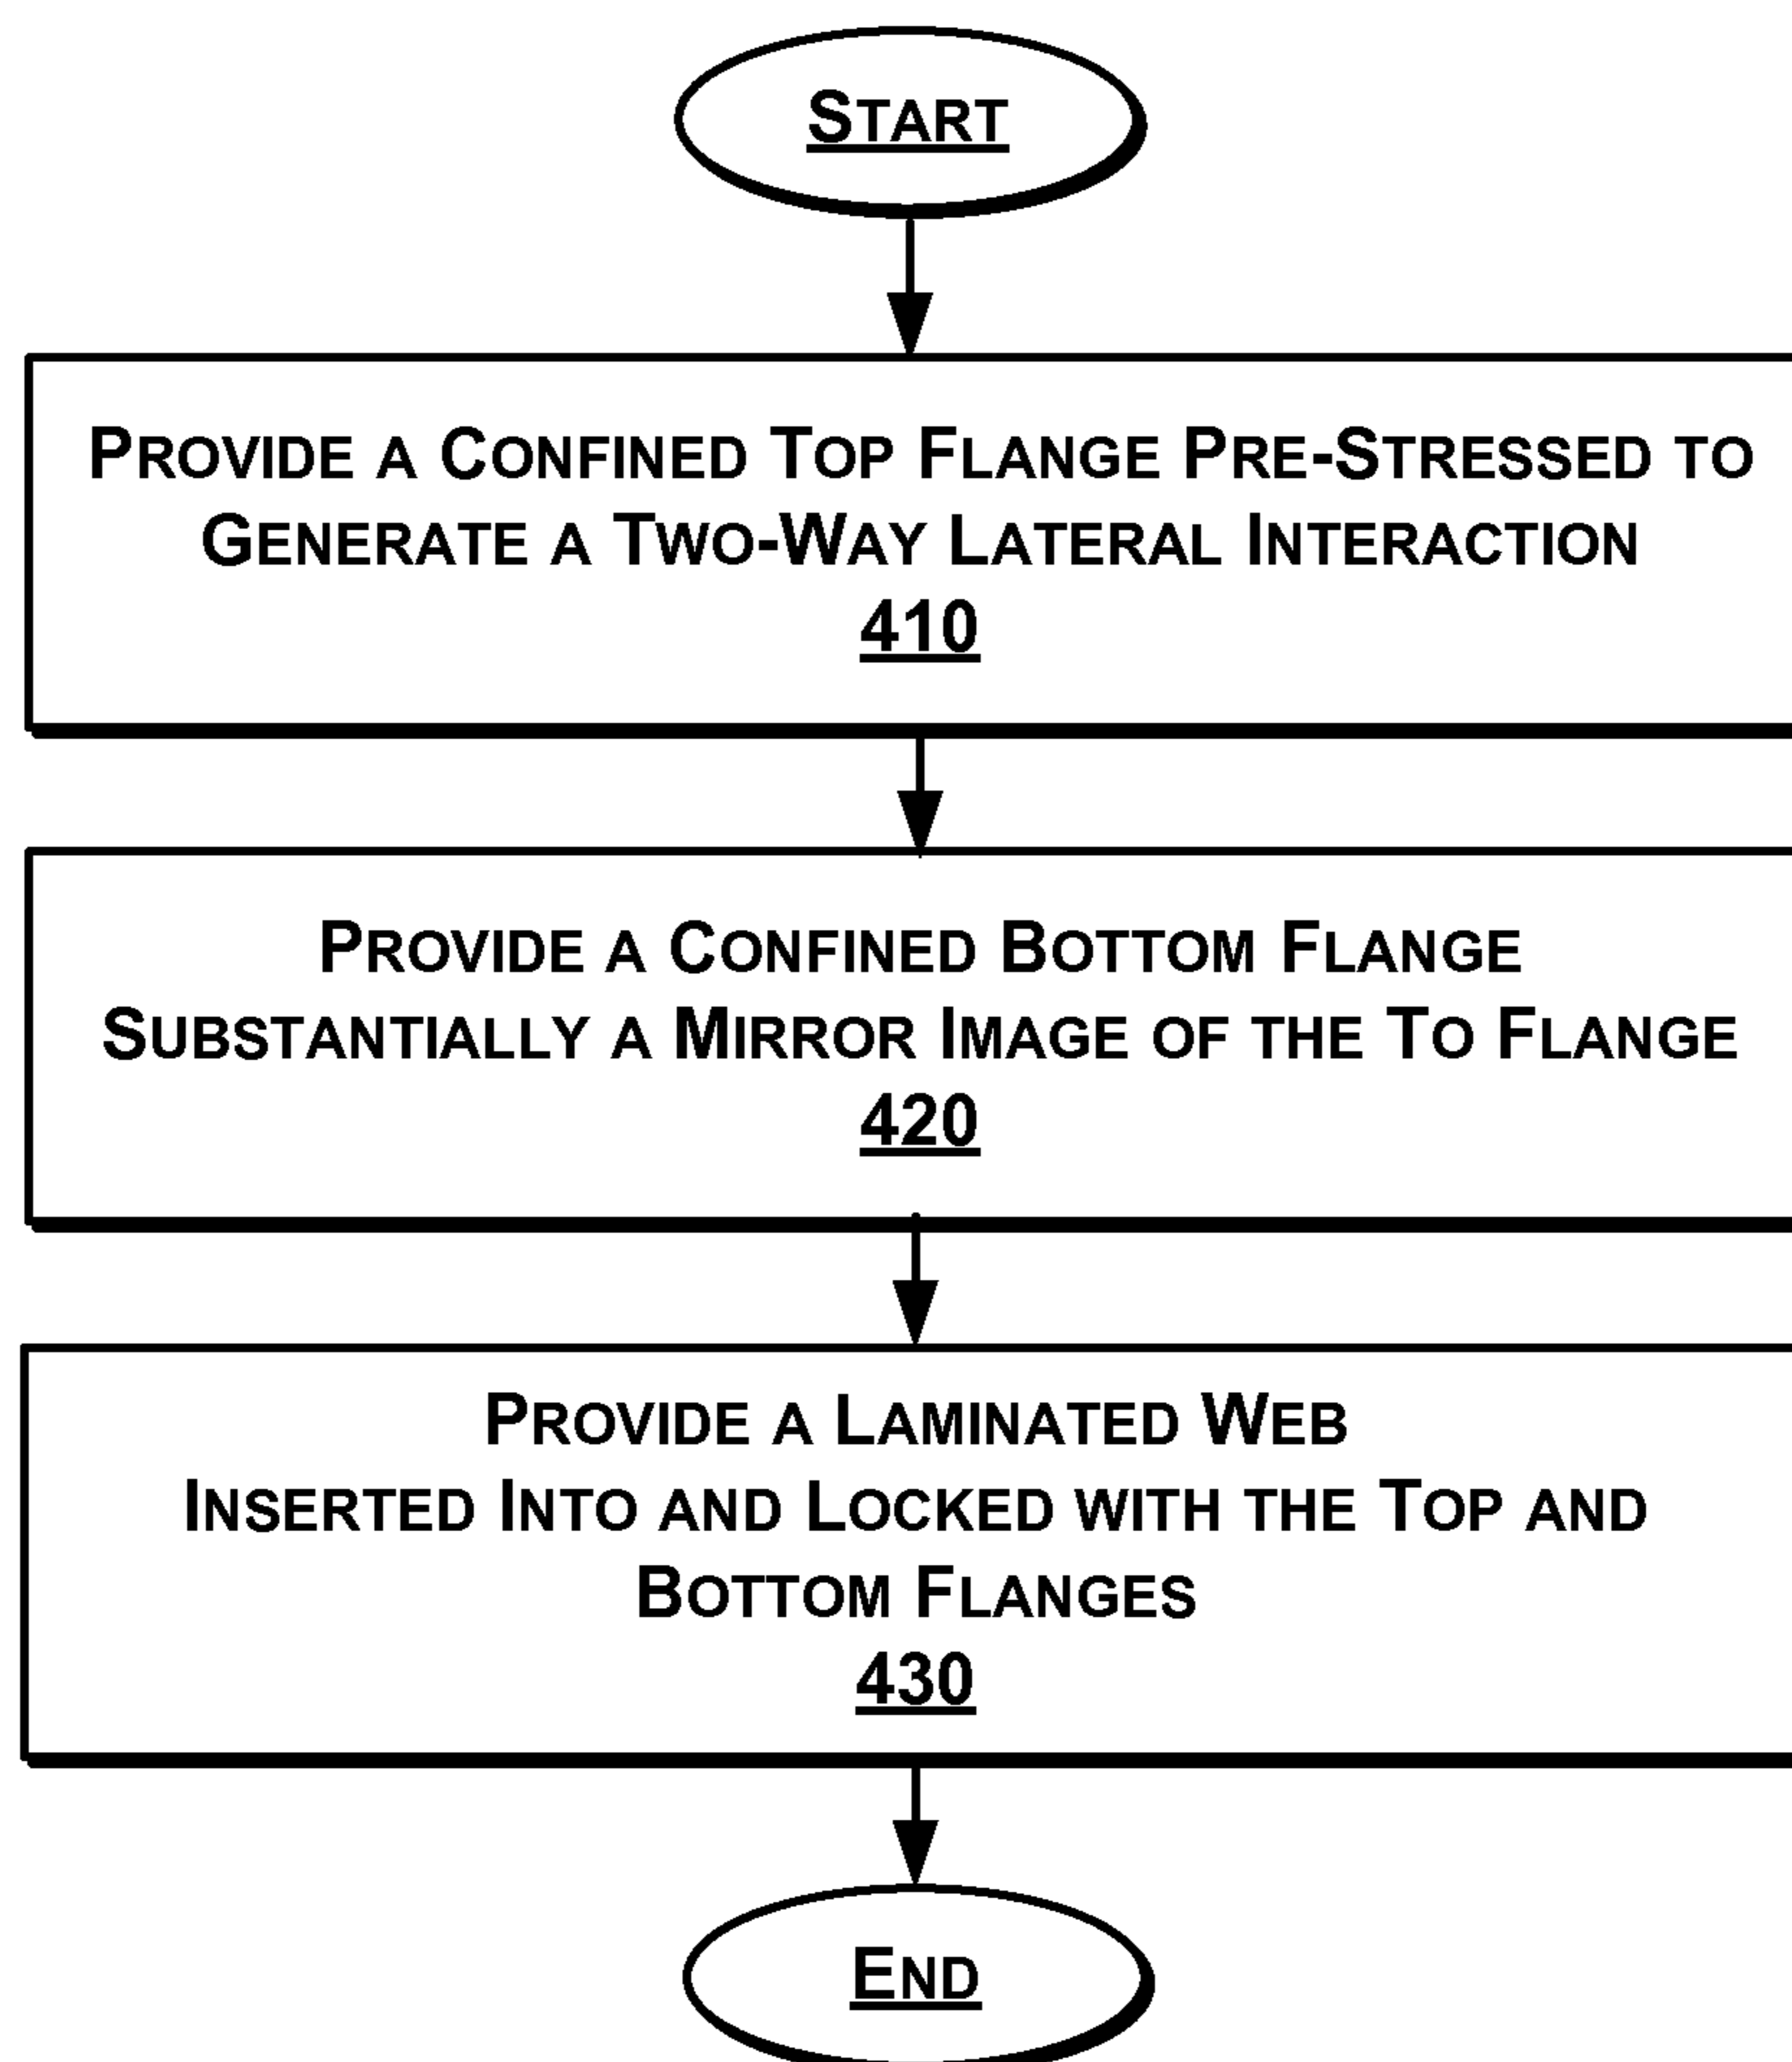 START
PROVIDE A CONFINED TOP FLANGE PRE-STRESSED TO
GENERATE A TWO-WAY LATERAL INTERACTION
410
PROVIDE A CONFINED BOTTOM FLANGE
SUBSTANTIALLY A MIRROR IMAGE OF THE TO FLANGE
420
PROVIDE A LAMINATED WEB
INSERTED INTO AND LOCKED WITH THE TOP AND
BOTTOM FLANGES
430
END